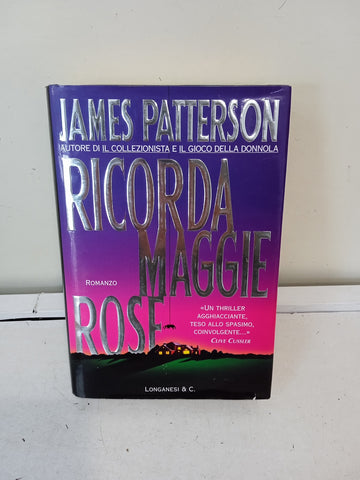 JAMES PATTERSON
AUTORE DI IL COLLEZIONISTA E IL GIOCO DELLA DONNOLA
RICORDA
MAGGIE
ROSE
ROMANZO
«UN THRILLER
AGGHIACCIANTE,
TESO ALLO SPASIMO,
COINVOLGENTE...»
CLIVE CUSSLER
LONGANESI & C.